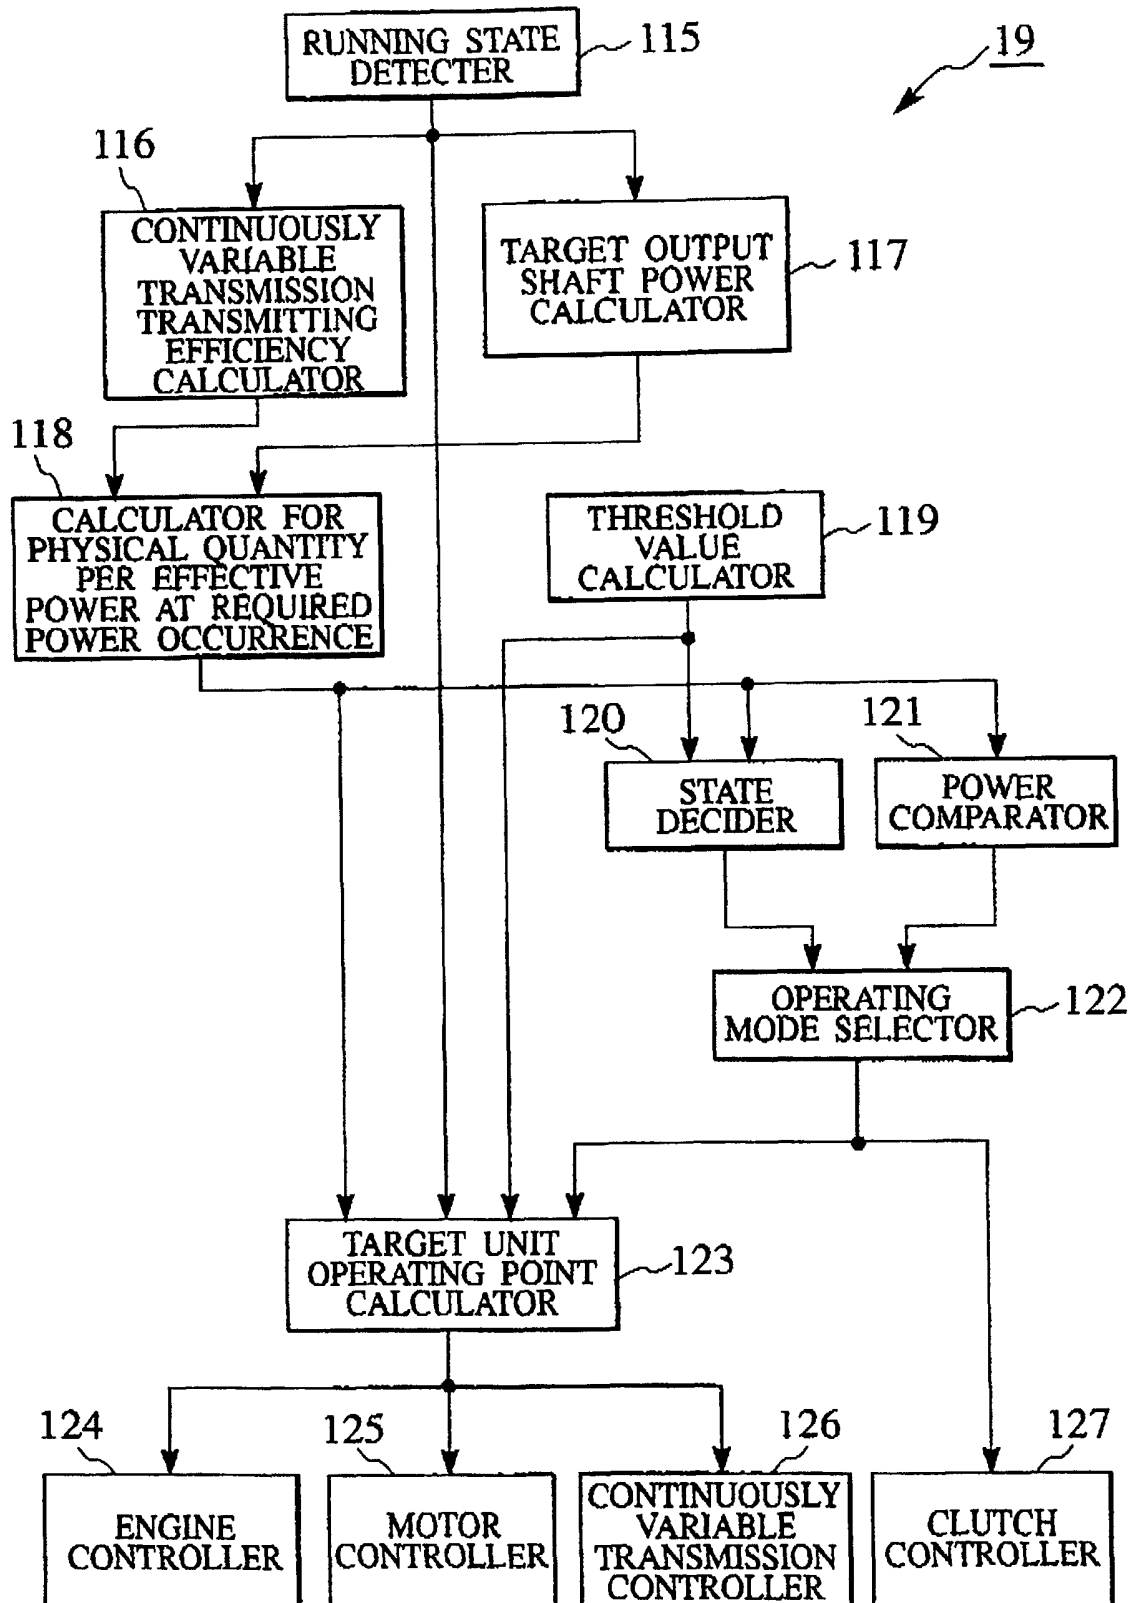 RUNNING STATE
DETECTER
115
19
116
CONTINUOUSLY
VARIABLE
TRANSMISSION
TRANSMITTING
EFFICIENCY
CALCULATOR
TARGET OUTPUT
SHAFT POWER
CALCULATOR
117
118
CALCULATOR FOR
PHYSICAL QUANTITY
PER EFFECTIVE
POWER AT REQUIRED
POWER OCCURRENCE
THRESHOLD
VALUE
CALCULATOR
119
120
STATE
DECIDER
121
POWER
COMPARATOR
OPERATING
MODE SELECTOR
122
TARGET UNIT
OPERATING POINT
CALCULATOR
123
124
ENGINE
CONTROLLER
125
MOTOR
CONTROLLER
126
CONTINUOUSLY
VARIABLE
TRANSMISSION
CONTROLLER
127
CLUTCH
CONTROLLER